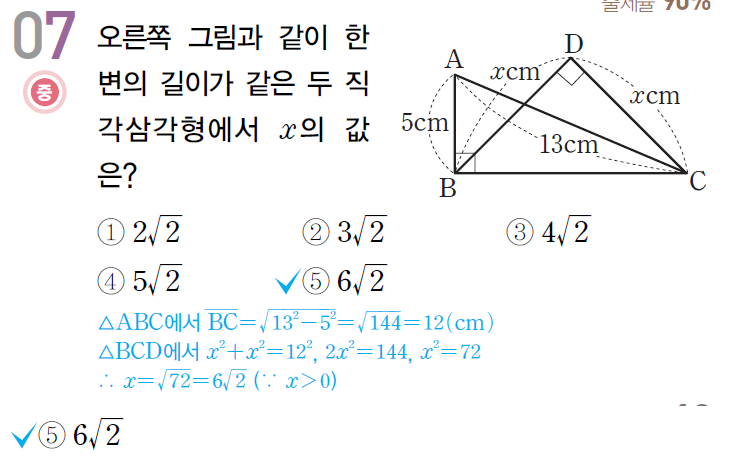 출제율 90%
07 오른쪽 그림과 같이 한
중 변의 길이가 같은 두 직
각삼각형에서 x의 값
은?
A
D
xcm
xcm
5cm
13cm
B
C
① 2√2 ② 3√2 ③ 4√2
④ 5√2 ⑤ 6√2
△ABC에서 BC=√(13²−5²)=√144=12(cm)
△BCD에서 x²+x²=12², 2x²=144, x²=72
∴ x=√72=6√2 (∵ x>0)
⑤ 6√2